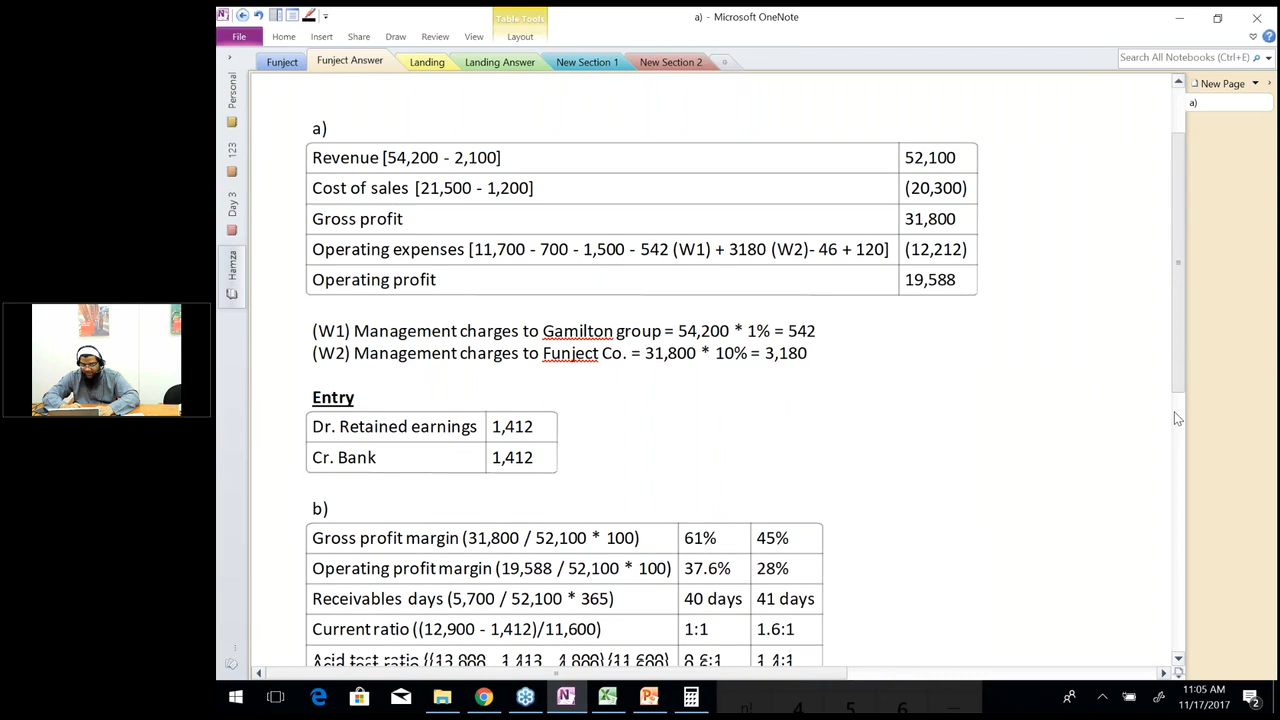 Table Tools
a) - Microsoft OneNote
File Home Insert Share Draw Review View Layout
Funject Funject Answer Landing Landing Answer New Section 1 New Section 2
Search All Notebooks (Ctrl+E)
New Page
a)
Personal
123
Day 3
Hamza
a)
Revenue [54,200 - 2,100] 52,100
Cost of sales [21,500 - 1,200] (20,300)
Gross profit 31,800
Operating expenses [11,700 - 700 - 1,500 - 542 (W1) + 3180 (W2)- 46 + 120] (12,212)
Operating profit 19,588
(W1) Management charges to Gamilton group = 54,200 * 1% = 542
(W2) Management charges to Funject Co. = 31,800 * 10% = 3,180
Entry
Dr. Retained earnings 1,412
Cr. Bank 1,412
b)
Gross profit margin (31,800 / 52,100 * 100) 61% 45%
Operating profit margin (19,588 / 52,100 * 100) 37.6% 28%
Receivables days (5,700 / 52,100 * 365) 40 days 41 days
Current ratio ((12,900 - 1,412)/11,600) 1:1 1.6:1
Acid test ratio
11:05 AM
11/17/2017
2
n! 4 5 6